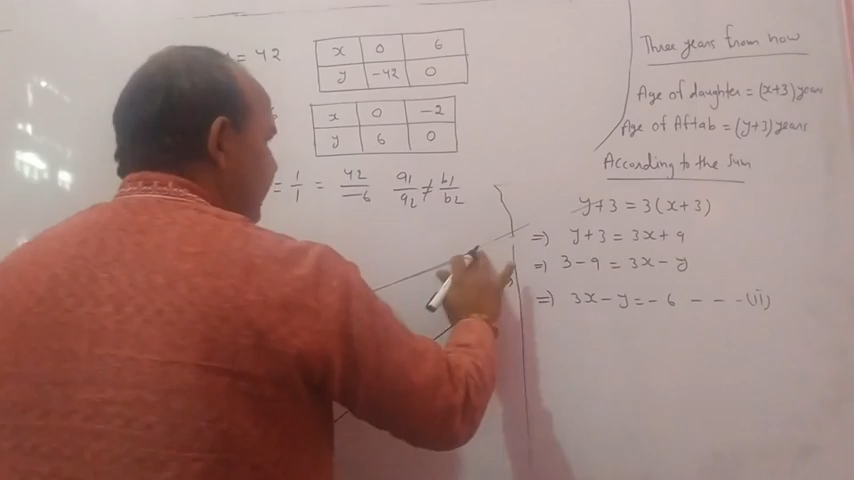 = 42
x 0 6
y -42 0
x 0 -2
y 6 0
= 1/1 = 42/-6 a1/a2 ≠ b1/b2
Three years from now
Age of daughter = (x+3) years
Age of Aftab = (y+3) years
According to the sum
y+3 = 3(x+3)
⇒) y+3 = 3x+9
⇒) 3-9 = 3x-y
⇒) 3x-y = -6 - - -(ii)